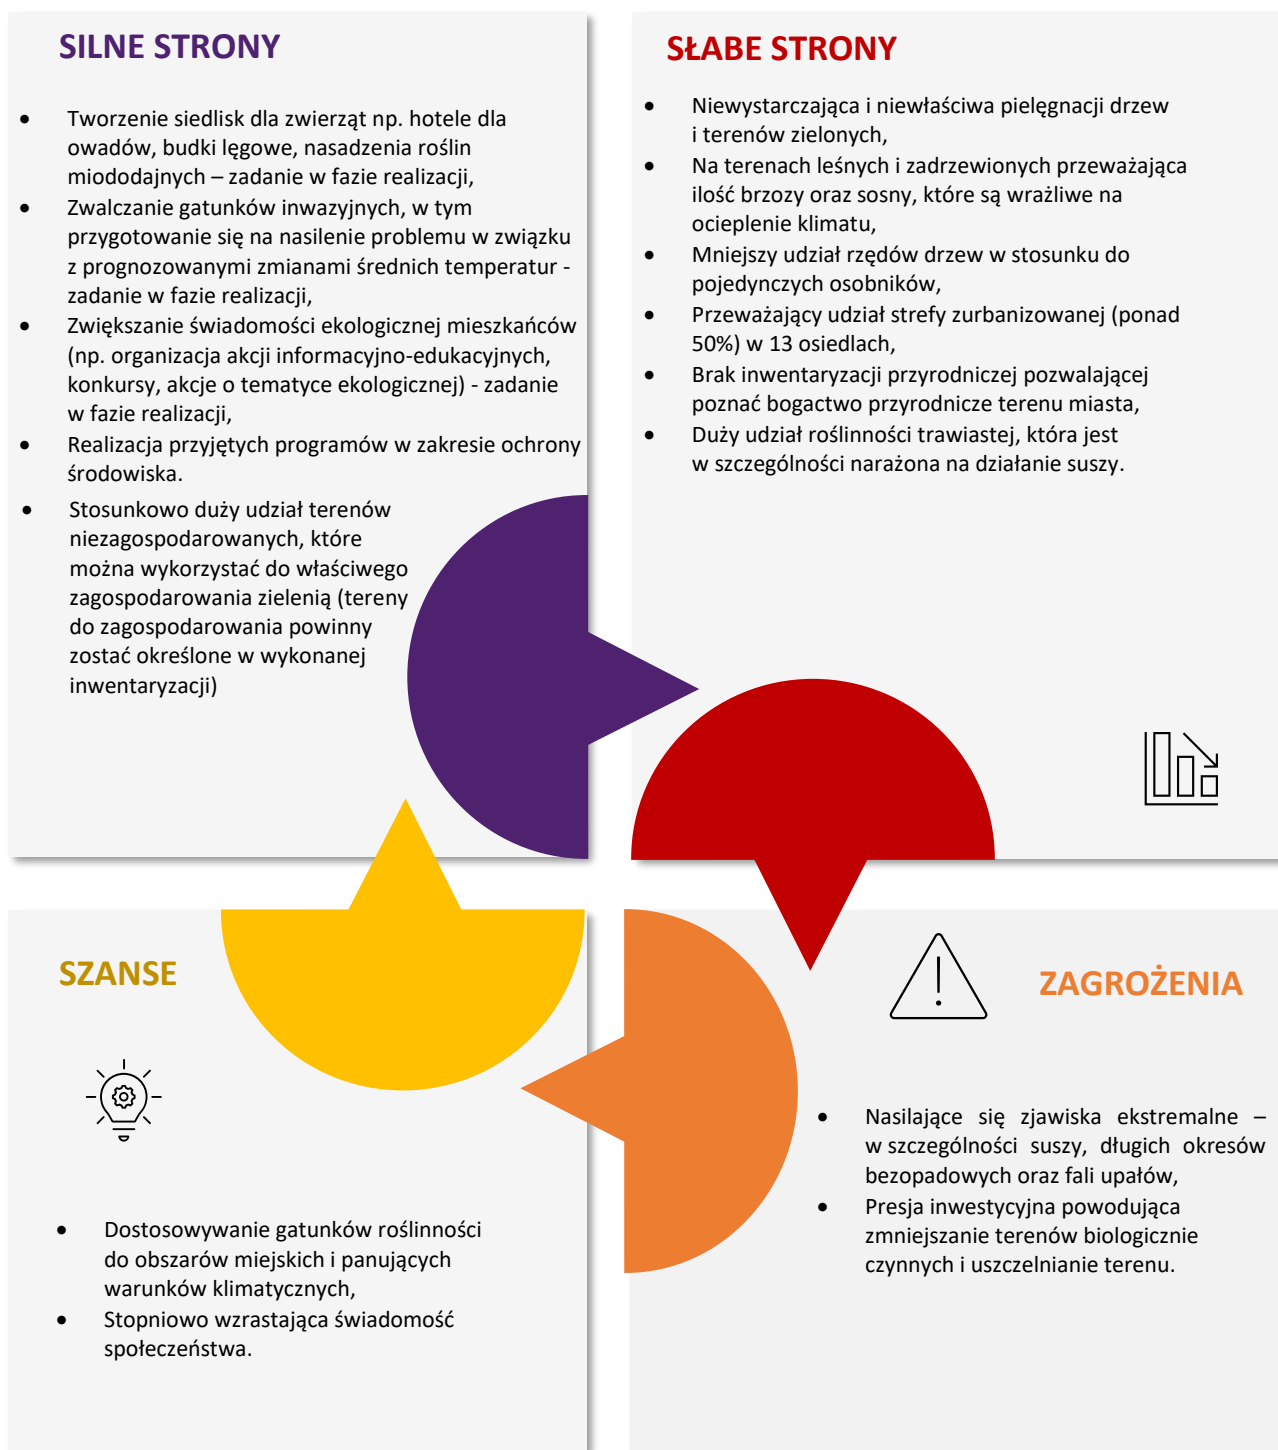 SILNE STRONY
• Tworzenie siedlisk dla zwierząt np. hotele dla
owadów, budki lęgowe, nasadzenia roślin
miododajnych – zadanie w fazie realizacji,
• Zwalczanie gatunków inwazyjnych, w tym
przygotowanie się na nasilenie problemu w związku
z prognozowanymi zmianami średnich temperatur -
zadanie w fazie realizacji,
• Zwiększanie świadomości ekologicznej mieszkańców
(np. organizacja akcji informacyjno-edukacyjnych,
konkursy, akcje o tematyce ekologicznej) - zadanie
w fazie realizacji,
• Realizacja przyjętych programów w zakresie ochrony
środowiska.
• Stosunkowo duży udział terenów
niezagospodarowanych, które
można wykorzystać do właściwego
zagospodarowania zielenią (tereny
do zagospodarowania powinny
zostać określone w wykonanej
inwentaryzacji)
SŁABE STRONY
• Niewystarczająca i niewłaściwa pielęgnacji drzew
i terenów zielonych,
• Na terenach leśnych i zadrzewionych przeważająca
ilość brzozy oraz sosny, które są wrażliwe na
ocieplenie klimatu,
• Mniejszy udział rzędów drzew w stosunku do
pojedynczych osobników,
• Przeważający udział strefy zurbanizowanej (ponad
50%) w 13 osiedlach,
• Brak inwentaryzacji przyrodniczej pozwalającej
poznać bogactwo przyrodnicze terenu miasta,
• Duży udział roślinności trawiastej, która jest
w szczególności narażona na działanie suszy.
SZANSE
• Dostosowywanie gatunków roślinności
do obszarów miejskich i panujących
warunków klimatycznych,
• Stopniowo wzrastająca świadomość
społeczeństwa.
ZAGROŻENIA
• Nasilające się zjawiska ekstremalne –
w szczególności suszy, długich okresów
bezopadowych oraz fali upałów,
• Presja inwestycyjna powodująca
zmniejszanie terenów biologicznie
czynnych i uszczelnianie terenu.